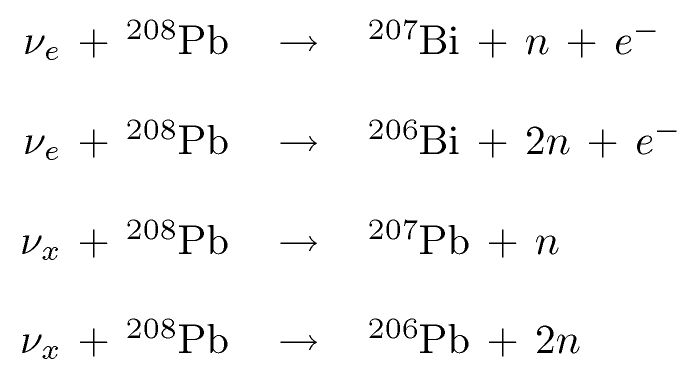 νₑ + ²⁰⁸Pb → ²⁰⁷Bi + n + e⁻
νₑ + ²⁰⁸Pb → ²⁰⁶Bi + 2n + e⁻
νₓ + ²⁰⁸Pb → ²⁰⁷Pb + n
νₓ + ²⁰⁸Pb → ²⁰⁶Pb + 2n